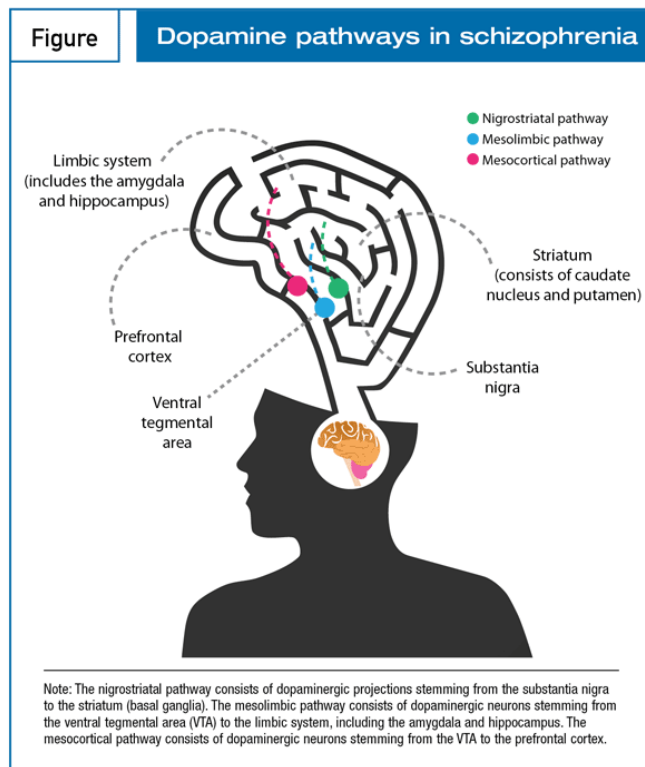 Figure
Dopamine pathways in schizophrenia
Nigrostriatal pathway
Mesolimbic pathway
Mesocortical pathway
Limbic system
(includes the amygdala
and hippocampus)
Striatum
(consists of caudate
nucleus and putamen)
Prefrontal
cortex
Substantia
nigra
Ventral
tegmental
area
Note: The nigrostriatal pathway consists of dopaminergic projections stemming from the substantia nigra
to the striatum (basal ganglia). The mesolimbic pathway consists of dopaminergic neurons stemming from
the ventral tegmental area (VTA) to the limbic system, including the amygdala and hippocampus. The
mesocortical pathway consists of dopaminergic neurons stemming from the VTA to the prefrontal cortex.